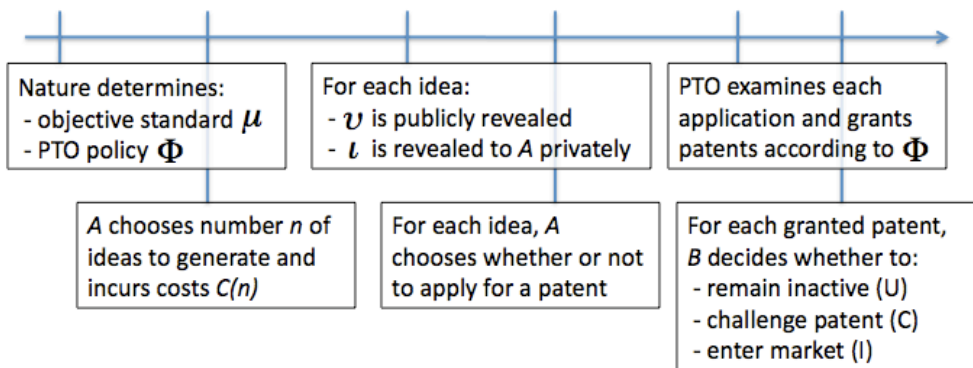 Nature determines:
- objective standard μ
- PTO policy Φ
For each idea:
- υ is publicly revealed
- ι is revealed to A privately
PTO examines each
application and grants
patents according to Φ
A chooses number n of
ideas to generate and
incurs costs C(n)
For each idea, A
chooses whether or not
to apply for a patent
For each granted patent,
B decides whether to:
- remain inactive (U)
- challenge patent (C)
- enter market (I)